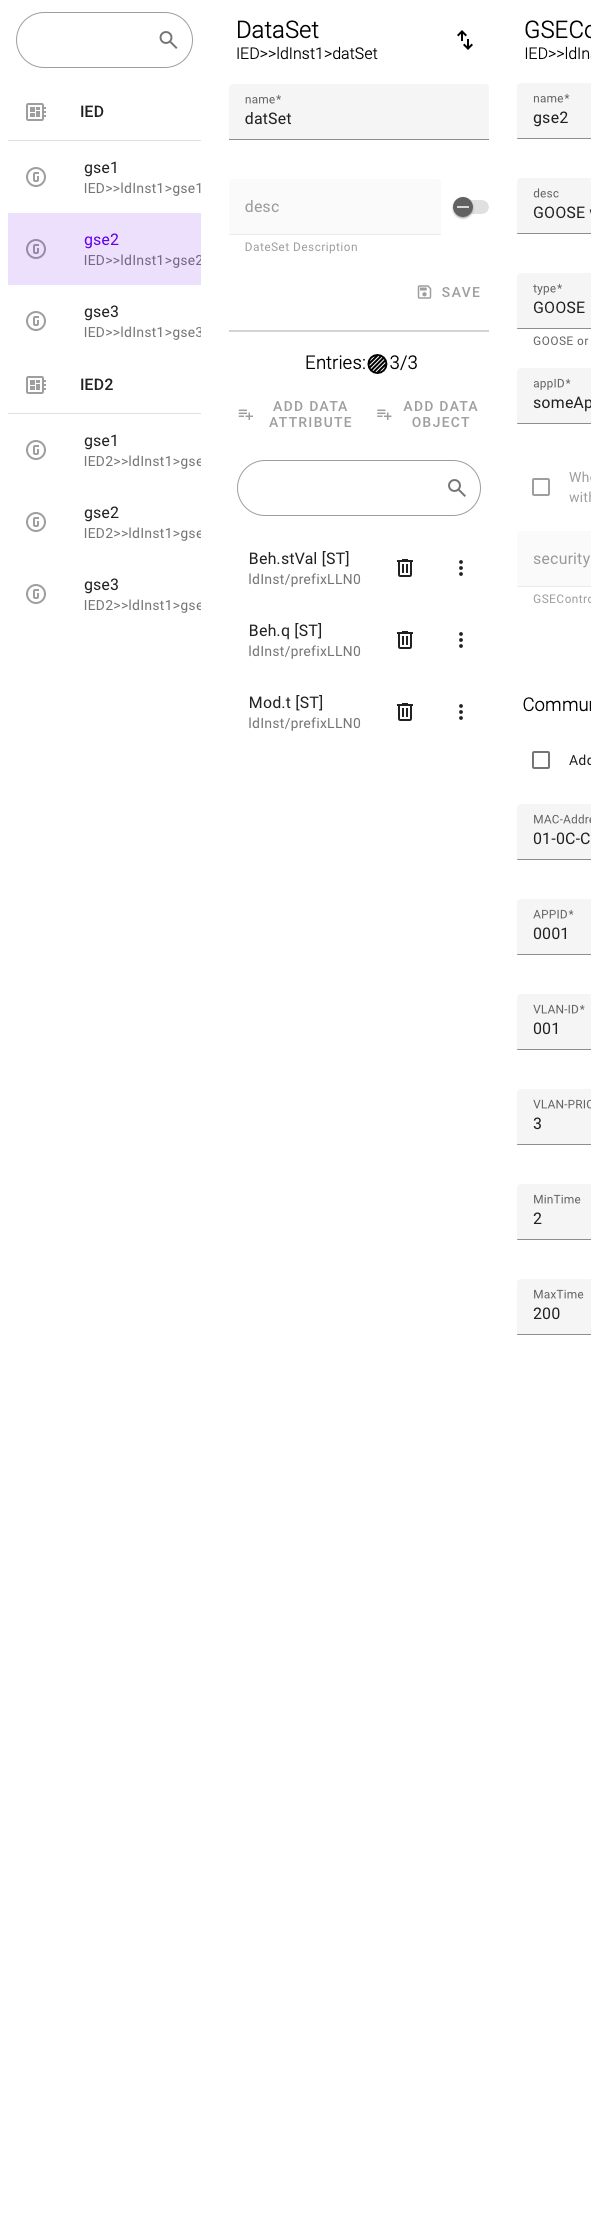 IED
gse1
IED>>ldInst1>gse1
gse2
IED>>ldInst1>gse2
gse3
IED>>ldInst1>gse3
IED2
gse1
IED2>>ldInst1>gse
gse2
IED2>>ldInst1>gse
gse3
IED2>>ldInst1>gse
DataSet
IED>>ldInst1>datSet
name*
datSet
desc
DateSet Description
SAVE
Entries: 3/3
ADD DATA
ATTRIBUTE
ADD DATA
OBJECT
Beh.stVal [ST]
ldInst/prefixLLN0
Beh.q [ST]
ldInst/prefixLLN0
Mod.t [ST]
ldInst/prefixLLN0
GSECo
IED>>ldIn
name*
gse2
desc
GOOSE
type*
GOOSE
GOOSE or
appID*
someAp
Whe
with
security
GSEContro
Commun
Add
MAC-Addre
01-0C-C
APPID*
0001
VLAN-ID*
001
VLAN-PRIO
3
MinTime
2
MaxTime
200